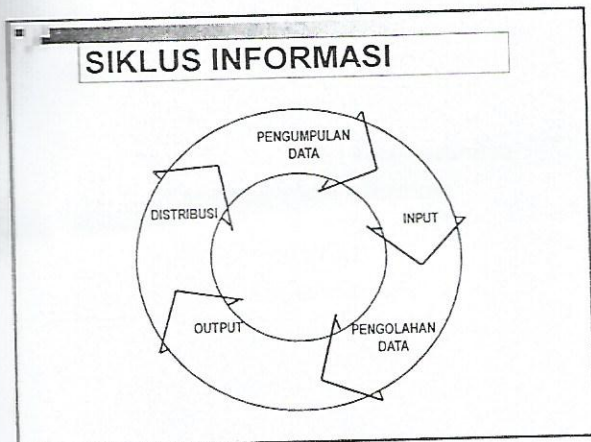 SIKLUS INFORMASI
PENGUMPULAN
DATA
INPUT
PENGOLAHAN
DATA
OUTPUT
DISTRIBUSI